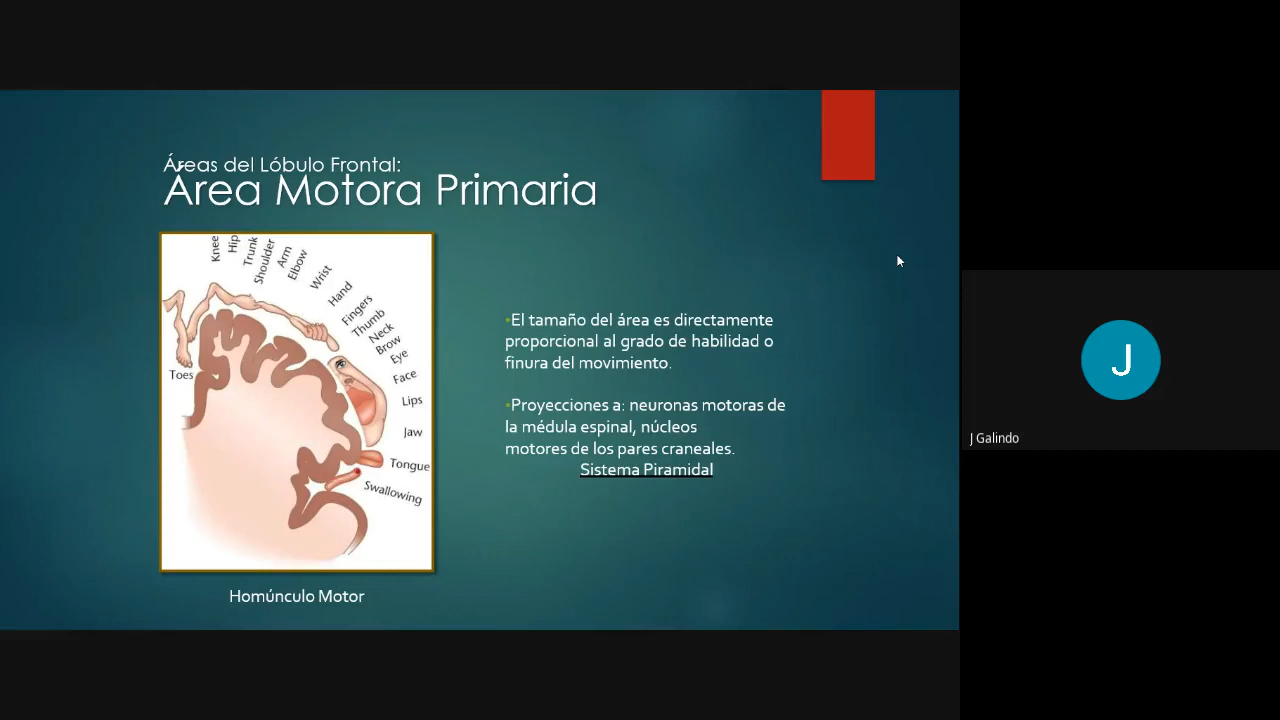 Áreas del Lóbulo Frontal:
Área Motora Primaria
Knee
Hip
Trunk
Shoulder
Arm
Elbow
Wrist
Hand
Fingers
Thumb
Neck
Brow
Eye
Face
Lips
Jaw
Tongue
Swallowing
Toes
•El tamaño del área es directamente
proporcional al grado de habilidad o
finura del movimiento.
•Proyecciones a: neuronas motoras de
la médula espinal, núcleos
motores de los pares craneales.
Sistema Piramidal
Homúnculo Motor
J
J Galindo